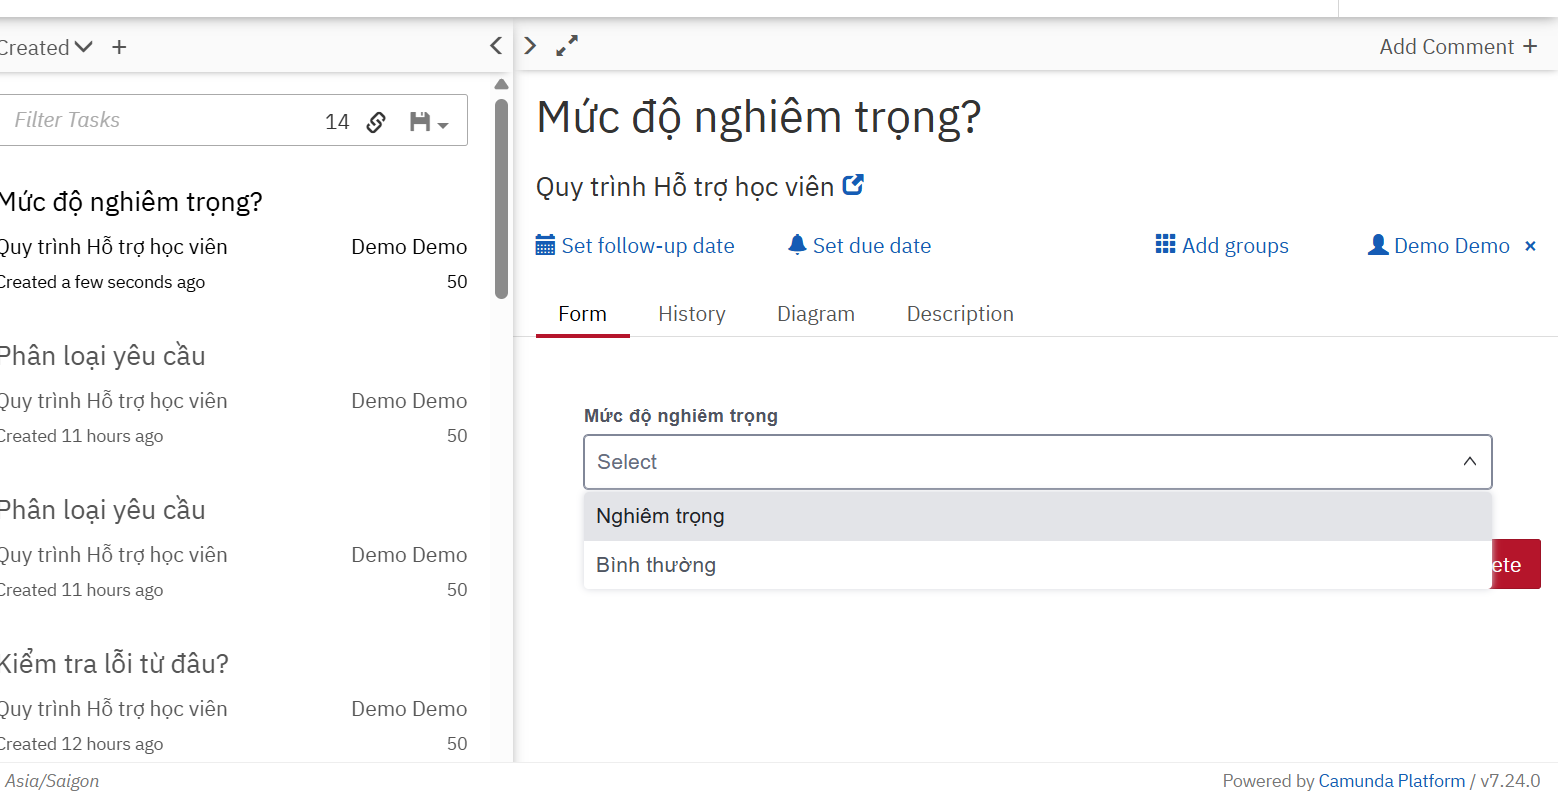 Created
Add Comment
Filter Tasks 14
Mức độ nghiêm trọng?
Quy trình Hỗ trợ học viên Demo Demo
Created a few seconds ago 50
Phân loại yêu cầu
Quy trình Hỗ trợ học viên Demo Demo
Created 11 hours ago 50
Phân loại yêu cầu
Quy trình Hỗ trợ học viên Demo Demo
Created 11 hours ago 50
Kiểm tra lỗi từ đâu?
Quy trình Hỗ trợ học viên Demo Demo
Created 12 hours ago 50
Mức độ nghiêm trọng?
Quy trình Hỗ trợ học viên
Set follow-up date Set due date Add groups Demo Demo ×
Form History Diagram Description
Mức độ nghiêm trọng
Select
Nghiêm trọng
Bình thường
ete
Asia/Saigon
Powered by Camunda Platform / v7.24.0